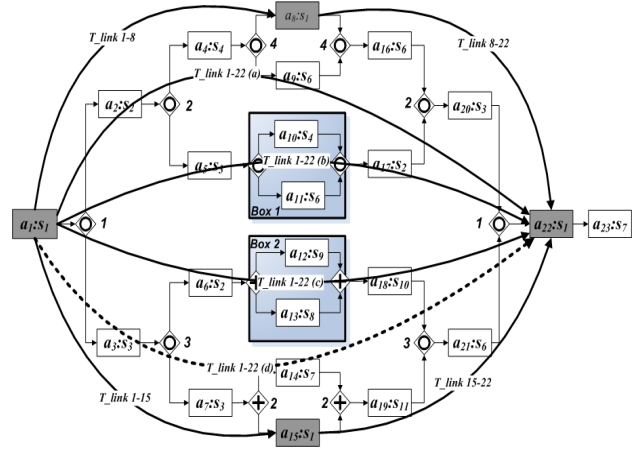 a8:s1
T_link 1-8
a4:s4
4
4
a16:s6
T_link 8-22
a9:s6
T_link 1-22 (a)
a2:s2
2
2
a20:s3
a10:s4
a5:s3
T_link 1-22 (b)
a17:s2
a11:s6
Box 1
a1:s1
1
1
a22:s1
a23:s7
Box 2
a12:s9
a6:s2
T_link 1-22 (c)
a18:s10
a13:s8
a3:s3
3
3
a21:s6
T_link 1-22 (d)
a14:s7
T_link 1-15
T_link 15-22
a7:s3
2
2
a19:s11
a15:s1